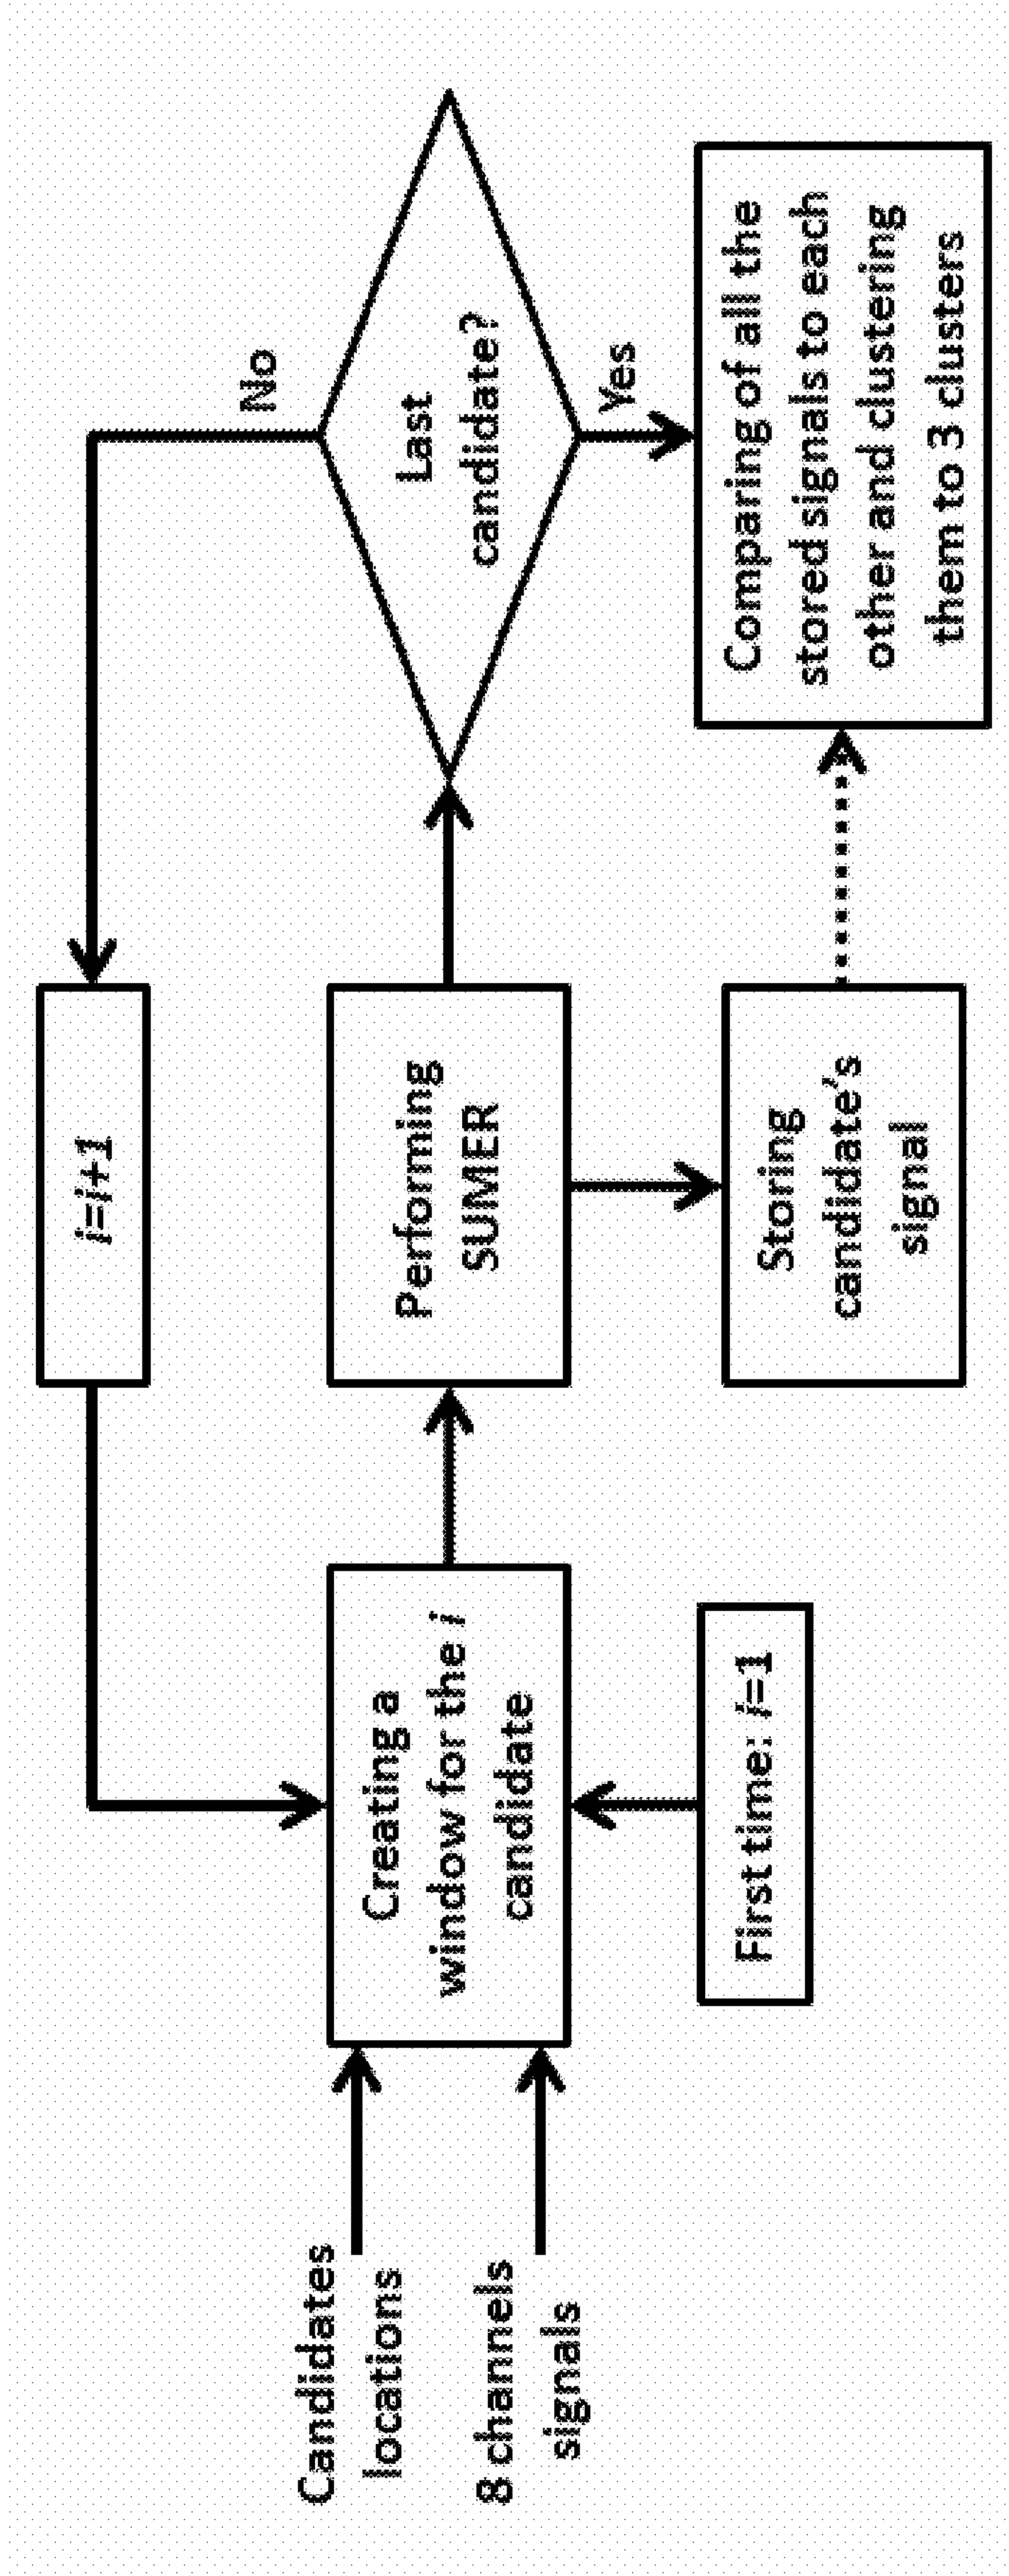 Candidates
locations
8 channels
signals
Creating a
window for the i
candidate
First time: i=1
i=i+1
Performing
SUMER
Storing
candidate's
signal
No
Last
candidate?
Yes
Comparing of all the
stored signals to each
other and clustering
them to 3 clusters